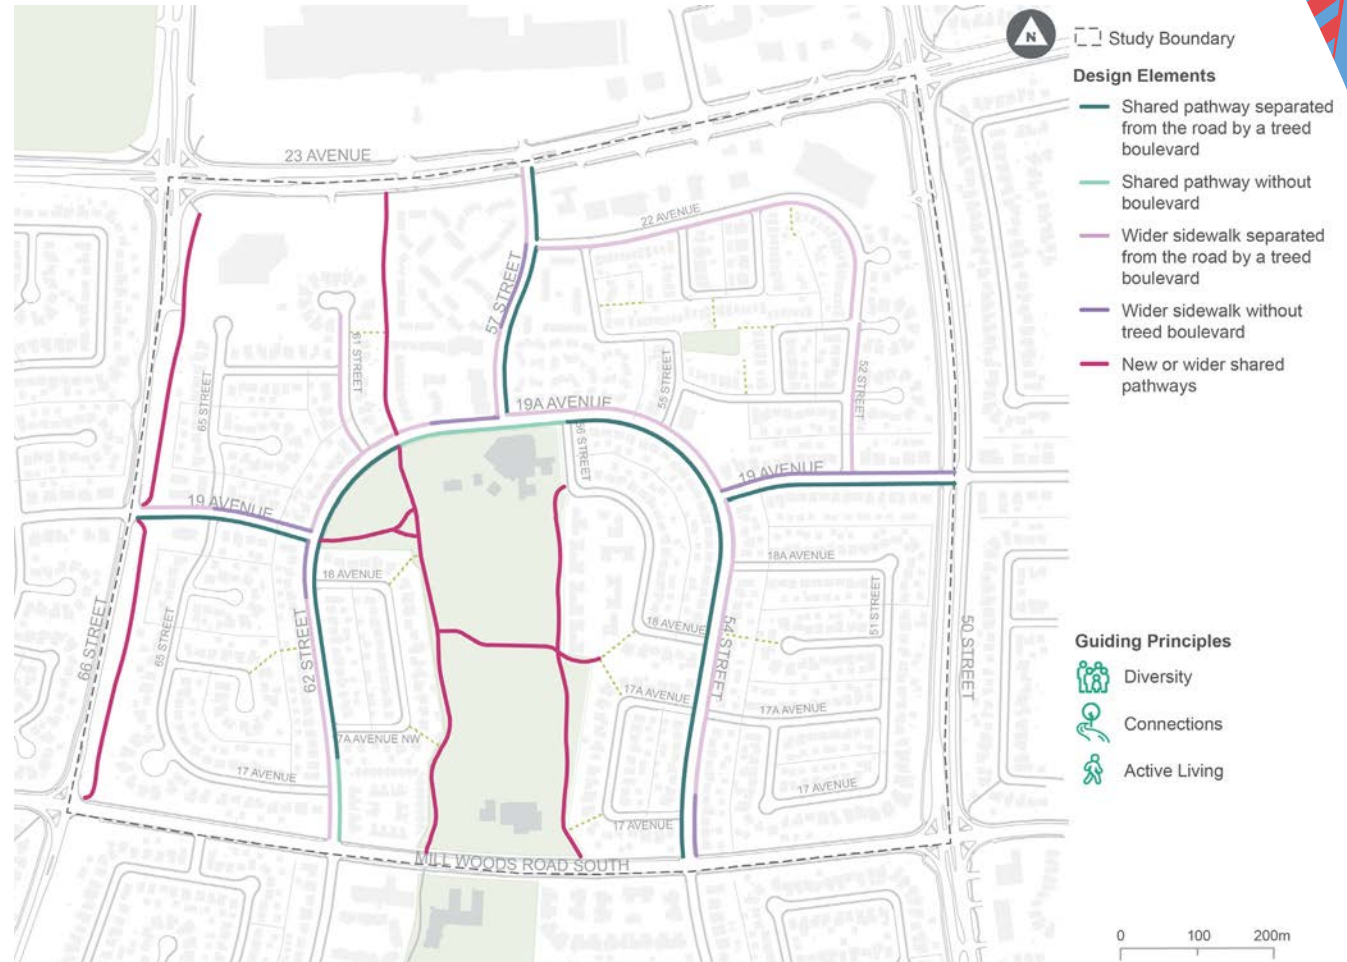 N
Study Boundary
Design Elements
Shared pathway separated
from the road by a treed
boulevard
Shared pathway without
boulevard
Wider sidewalk separated
from the road by a treed
boulevard
Wider sidewalk without
treed boulevard
New or wider shared
pathways
23 AVENUE
22 AVENUE
57 STREET
61 STREET
65 STREET
55 STREET
52 STREET
19A AVENUE
56 STREET
19 AVENUE
19 AVENUE
18A AVENUE
18 AVENUE
51 STREET
66 STREET
65 STREET
62 STREET
18 AVENUE
54 STREET
50 STREET
17A AVENUE
17A AVENUE
7A AVENUE NW
17 AVENUE
17 AVENUE
17 AVENUE
MILL WOODS ROAD SOUTH
Guiding Principles
Diversity
Connections
Active Living
0 100 200m